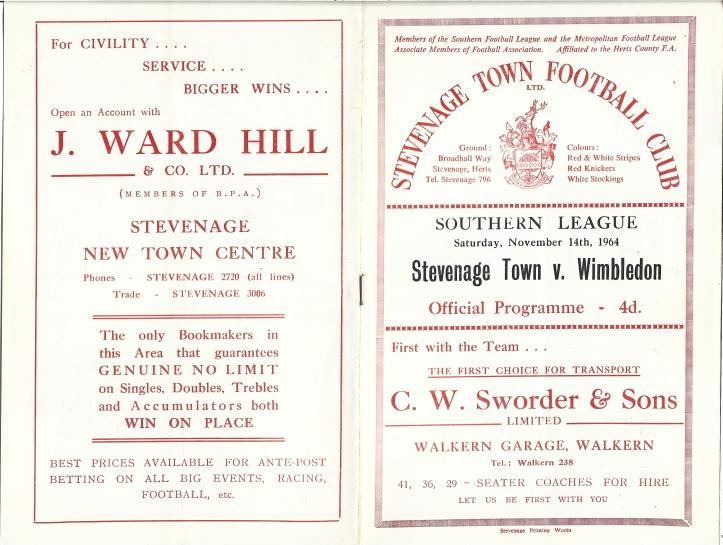 For CIVILITY ....
SERVICE ....
BIGGER WINS ....
Open an Account with
J. WARD HILL
& CO. LTD.
(MEMBERS OF B.P.A.)
STEVENAGE
NEW TOWN CENTRE
Phones - STEVENAGE 2720 (all lines)
Trade - STEVENAGE 3006
The only Bookmakers in
this Area that guarantees
GENUINE NO LIMIT
on Singles, Doubles, Trebles
and Accumulators both
WIN ON PLACE
BEST PRICES AVAILABLE FOR ANTE-POST
BETTING ON ALL BIG EVENTS, RACING,
FOOTBALL, etc.
Members of the Southern Football League and the Metropolitan Football League
Associate Members of Football Association. Affiliated to the Herts County F.A.
STEVENAGE TOWN FOOTBALL CLUB
LTD.
Ground :
Broadhall Way
Stevenage, Herts
Tel. Stevenage 796
Colours :
Red & White Stripes
Red Knickers
White Stockings
SOUTHERN LEAGUE
Saturday, November 14th, 1964
Stevenage Town v. Wimbledon
Official Programme - 4d.
First with the Team . . .
THE FIRST CHOICE FOR TRANSPORT
C. W. Sworder & Sons
LIMITED
WALKERN GARAGE, WALKERN
Tel.: Walkern 238
41, 36, 29 - SEATER COACHES FOR HIRE
LET US BE FIRST WITH YOU
Stevenage Printing Works